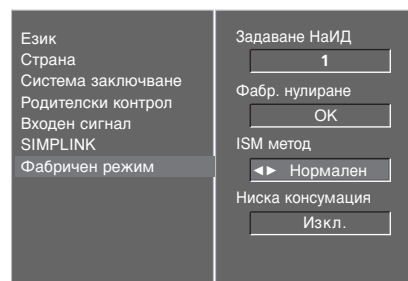 Език
Страна
Система заключване
Родителски контрол
Входен сигнал
SIMPLINK
Фабричен режим
Задаване НаИД
1
Фабр. нулиране
OK
ISM метод
◄► Нормален
Ниска консумация
Изкл.